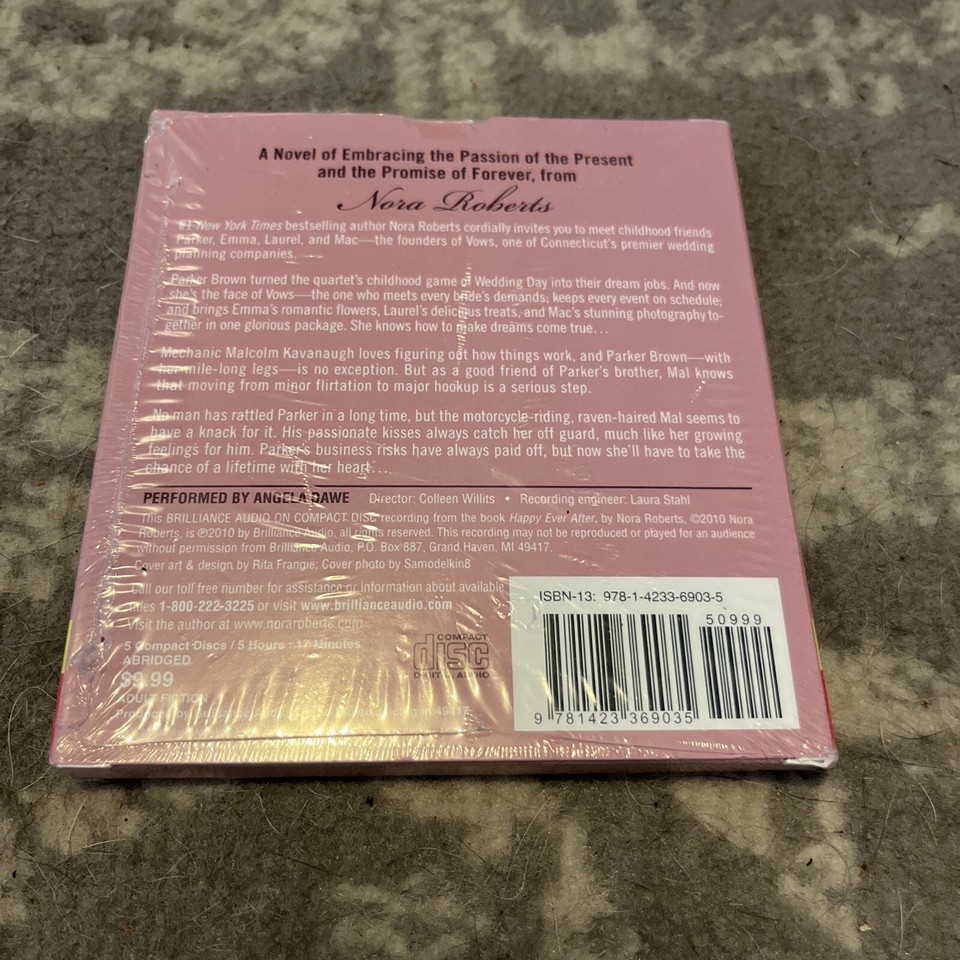 A Novel of Embracing the Passion of the Present
and the Promise of Forever, from
Nora Roberts
#1 New York Times bestselling author Nora Roberts cordially invites you to meet childhood friends
Parker, Emma, Laurel, and Mac—the founders of Vows, one of Connecticut's premier wedding
planning companies.
Parker Brown turned the quartet's childhood game of Wedding Day into their dream jobs. And now
she's the face of Vows—the one who meets every bride's demands, keeps every event on schedule,
and brings Emma's romantic flowers, Laurel's delicious treats, and Mac's stunning photography to-
gether in one glorious package. She knows how to make dreams come true…
Mechanic Malcolm Kavanaugh loves figuring out how things work, and Parker Brown—with
her mile-long legs—is no exception. But as a good friend of Parker's brother, Mal knows
that moving from minor flirtation to major hookup is a serious step.
No man has rattled Parker in a long time, but the motorcycle-riding, raven-haired Mal seems to
have a knack for it. His passionate kisses always catch her off guard, much like her growing
feelings for him. Parker's business risks have always paid off, but now she'll have to take the
chance of a lifetime with her heart…
PERFORMED BY ANGELA DAWE Director: Colleen Willits • Recording engineer: Laura Stahl
This BRILLIANCE AUDIO ON COMPACT DISC recording from the book Happy Ever After, by Nora Roberts, ©2010 Nora
Roberts, is ℗2010 by Brilliance Audio, all rights reserved. This recording may not be reproduced or played for an audience
without permission from Brilliance Audio, P.O. Box 887, Grand Haven, MI 49417.
Cover art & design by Rita Frangie; Cover photo by Samodelkin8
Call our toll free number for assistance or information about available
titles 1-800-222-3225 or visit www.brillianceaudio.com
Visit the author at www.noraroberts.com
5 Compact Discs / 5 Hours : 17 Minutes
ABRIDGED
$9.99
ADULT FICTION
Produced by 49417
COMPACT
disc
DIGITAL AUDIO
ISBN-13: 978-1-4233-6903-5
50999
9 781423 369035